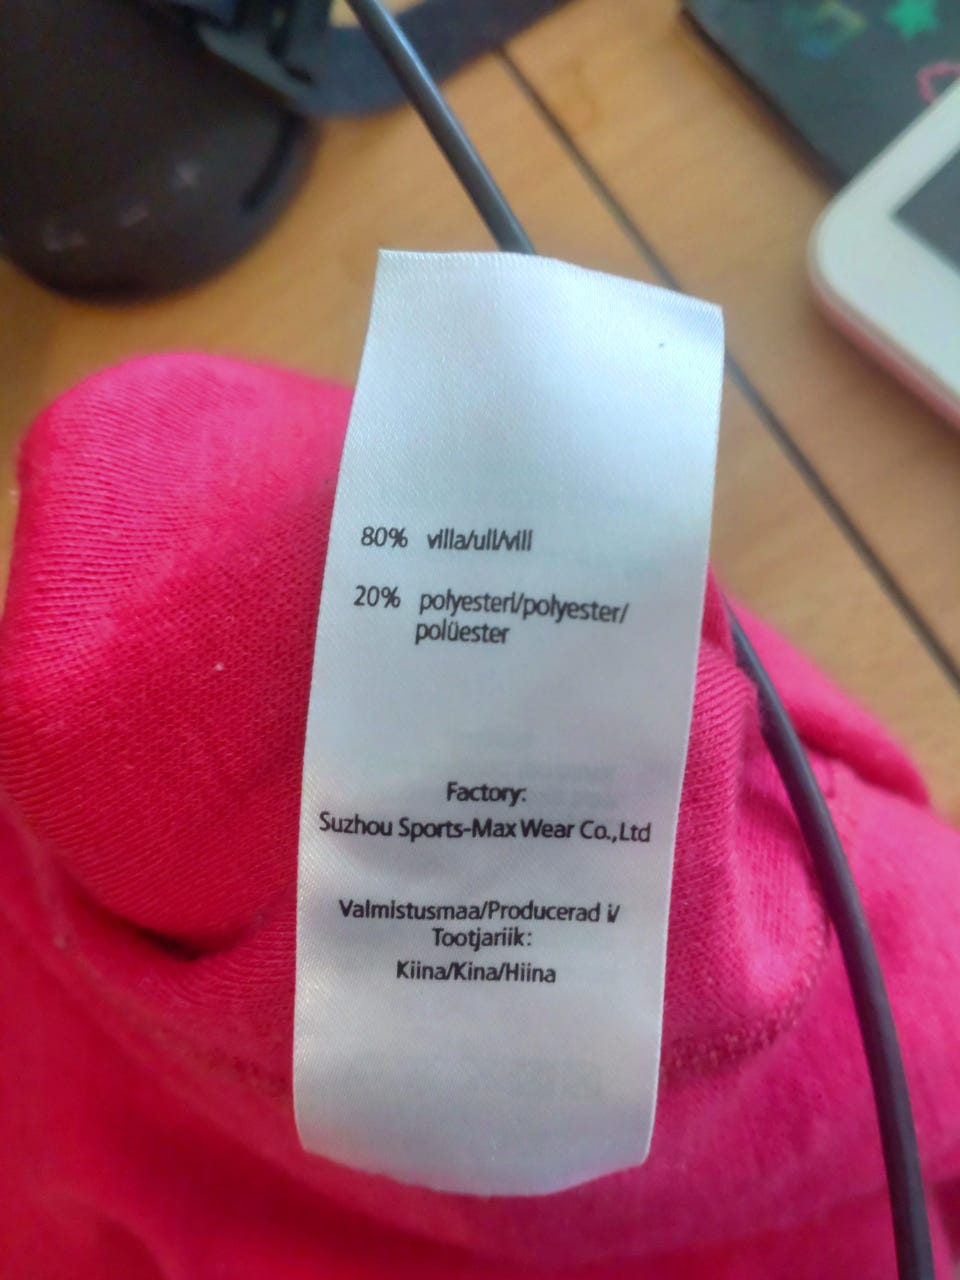 80% villa/ull/vill
20% polyesteri/polyester/
polüester
Factory:
Suzhou Sports-Max Wear Co.,Ltd
Valmistusmaa/Producerad i/
Tootjariik:
Kiina/Kina/Hiina